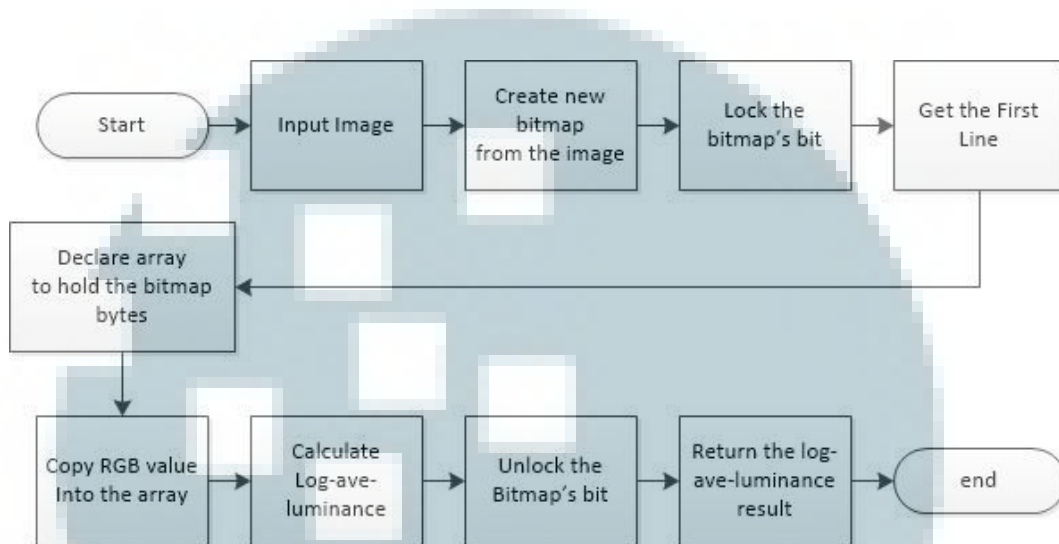 Start
Input Image
Create new
bitmap
from the image
Lock the
bitmap's bit
Get the First
Line
Declare array
to hold the bitmap
bytes
Copy RGB value
Into the array
Calculate
Log-ave-
luminance
Unlock the
Bitmap's bit
Return the log-
ave-luminance
result
end